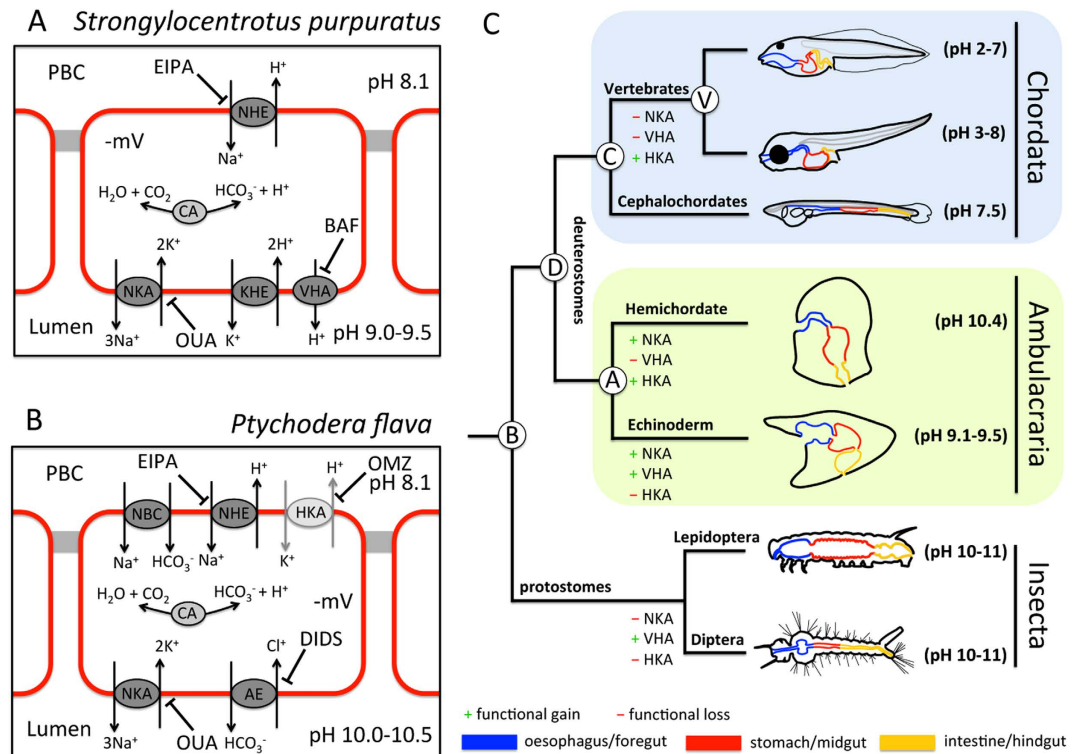 A
Strongylocentrotus purpuratus
PBC
EIPA
H⁺
pH 8.1
NHE
-mV
Na⁺
H₂O + CO₂
HCO₃⁻ + H⁺
CA
BAF
2K⁺
2H⁺
NKA
KHE
VHA
Lumen
3Na⁺
OUA
K⁺
H⁺
pH 9.0-9.5
B
Ptychodera flava
PBC
EIPA
H⁺
H⁺
OMZ
pH 8.1
NBC
NHE
HKA
Na⁺
HCO₃⁻
Na⁺
K⁺
H₂O + CO₂
HCO₃⁻ + H⁺
CA
-mV
2K⁺
Cl⁺
DIDS
NKA
AE
Lumen
3Na⁺
OUA
HCO₃⁻
pH 10.0-10.5
C
(pH 2-7)
Vertebrates
V
- NKA
- VHA
+ HKA
(pH 3-8)
C
Cephalochordates
(pH 7.5)
Chordata
deuterostomes
D
Hemichordate
(pH 10.4)
+ NKA
- VHA
+ HKA
A
Echinoderm
(pH 9.1-9.5)
+ NKA
+ VHA
- HKA
Ambulacraria
B
Lepidoptera
(pH 10-11)
protostomes
- NKA
+ VHA
- HKA
Diptera
(pH 10-11)
Insecta
+ functional gain
- functional loss
oesophagus/foregut
stomach/midgut
intestine/hindgut